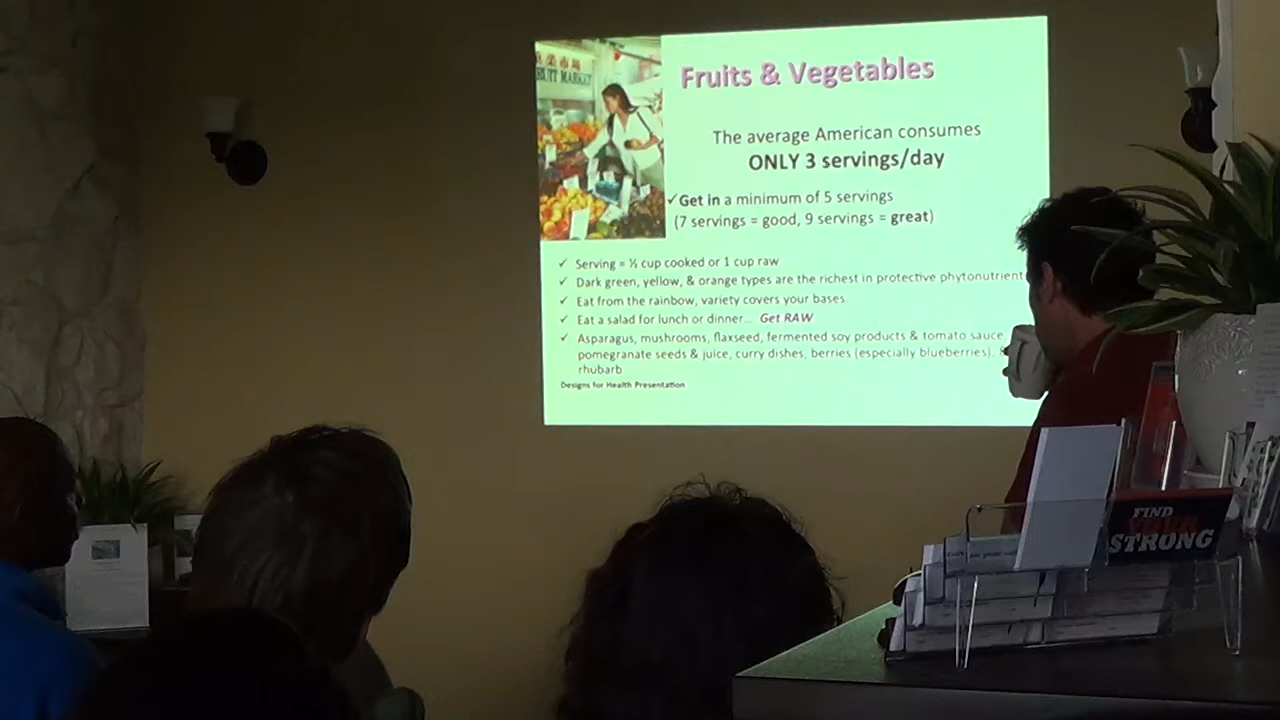 FRUIT MARKET
Fruits & Vegetables
The average American consumes
ONLY 3 servings/day
✓Get in a minimum of 5 servings
(7 servings = good, 9 servings = great)
✓ Serving = ½ cup cooked or 1 cup raw
✓ Dark green, yellow, & orange types are the richest in protective phytonutrient
✓ Eat from the rainbow, variety covers your bases.
✓ Eat a salad for lunch or dinner... Get RAW
✓ Asparagus, mushrooms, flaxseed, fermented soy products & tomato sauce,
pomegranate seeds & juice, curry dishes, berries (especially blueberries),
rhubarb
Designs for Health Presentation
FIND
YOUR
STRONG